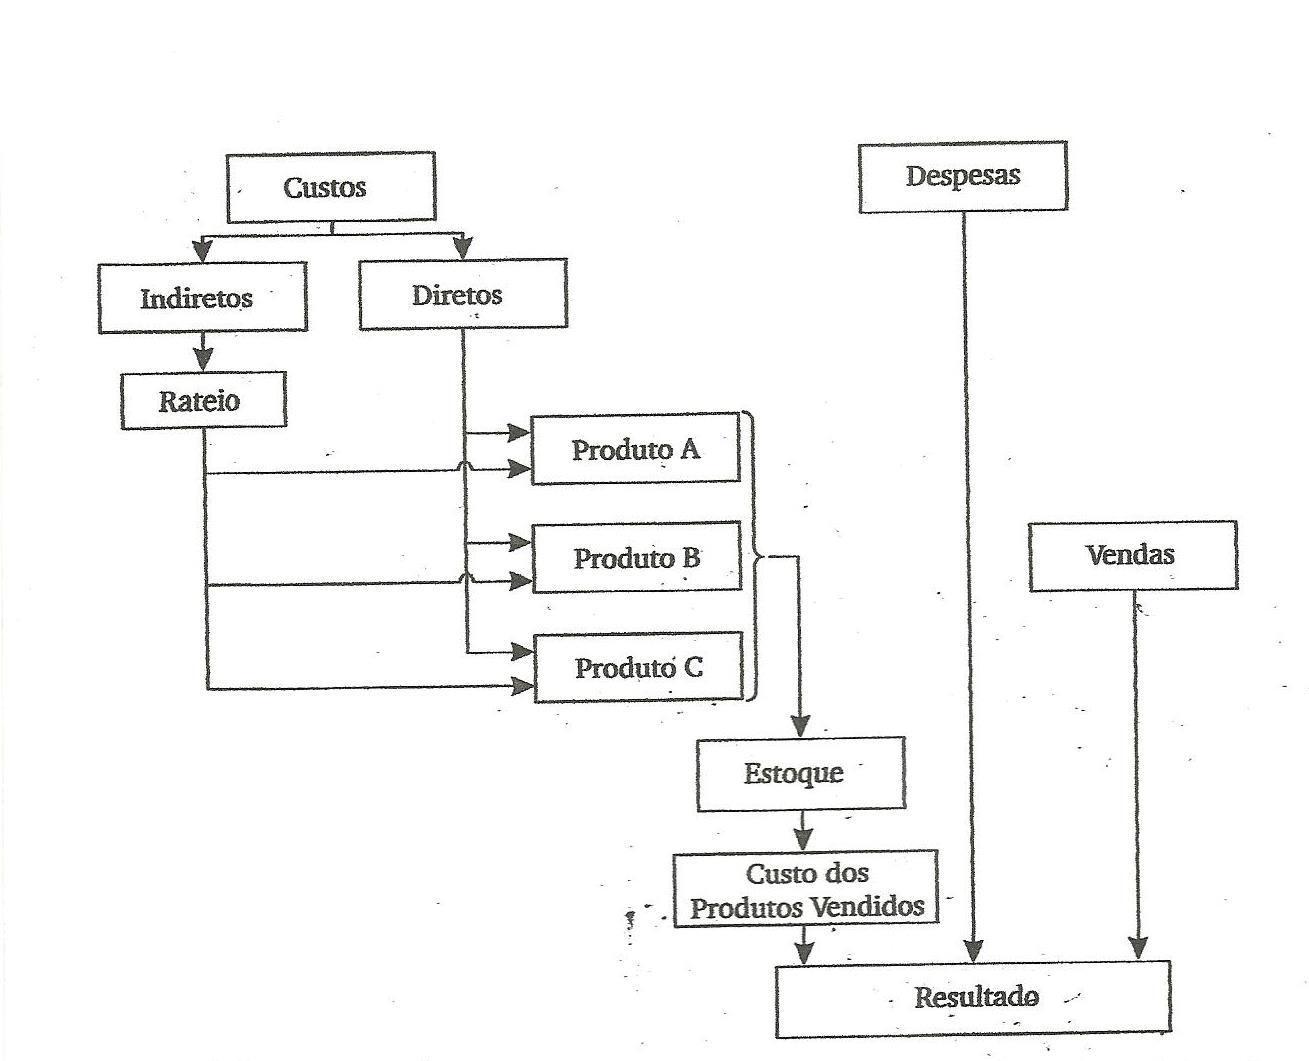 Custos
Despesas
Indiretos
Diretos
Rateio
Produto A
Produto B
Vendas
Produto C
Estoque
Custo dos
Produtos Vendidos
Resultado